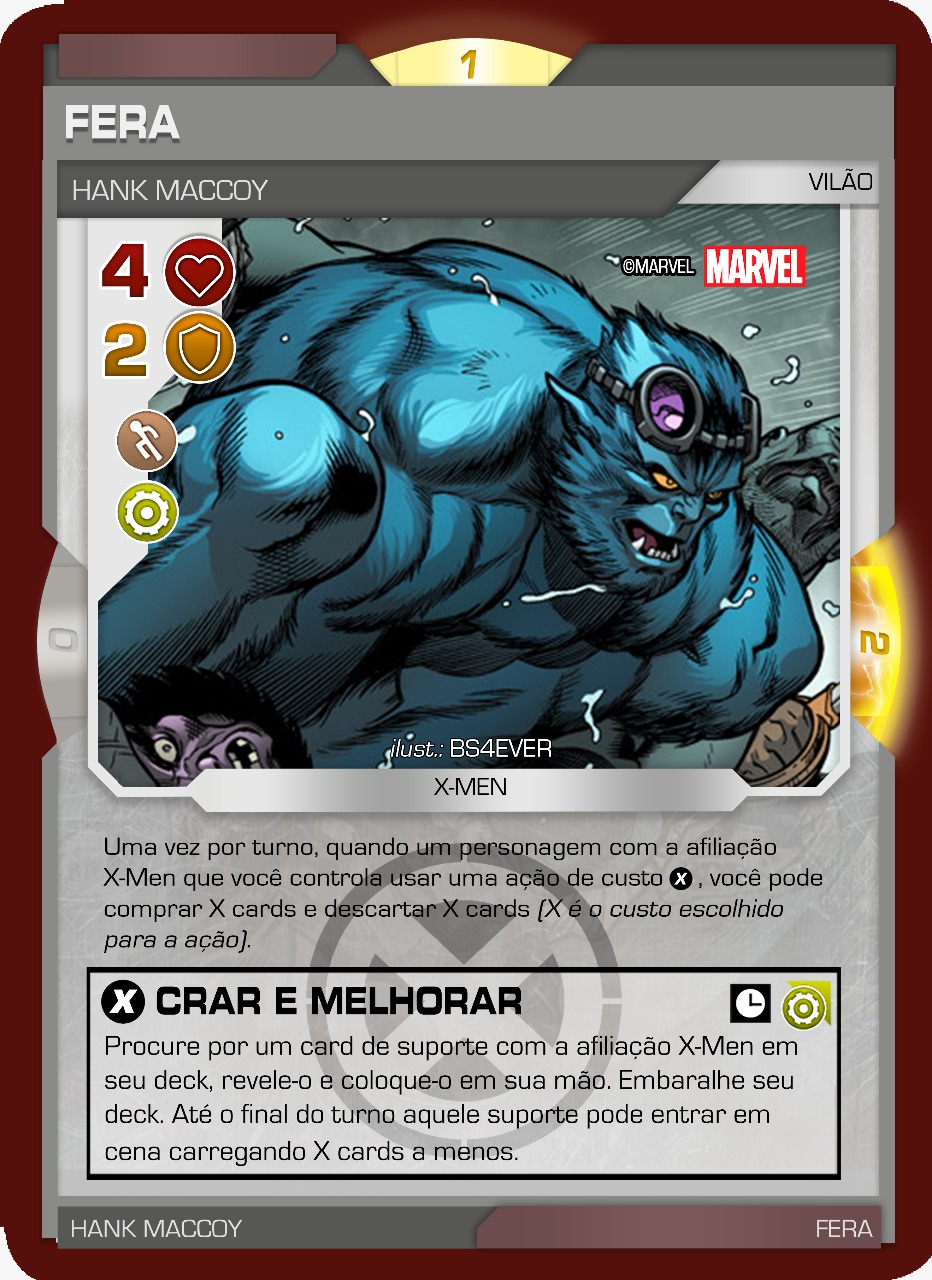 1
FERA
HANK MACCOY
VILÃO
4
©MARVEL MARVEL
2
0
2
ilust.: BS4EVER
X-MEN
Uma vez por turno, quando um personagem com a afiliação
X-Men que você controla usar uma ação de custo X , você pode
comprar X cards e descartar X cards (X é o custo escolhido
para a ação).
X CRAR E MELHORAR
Procure por um card de suporte com a afiliação X-Men em
seu deck, revele-o e coloque-o em sua mão. Embaralhe seu
deck. Até o final do turno aquele suporte pode entrar em
cena carregando X cards a menos.
HANK MACCOY
FERA